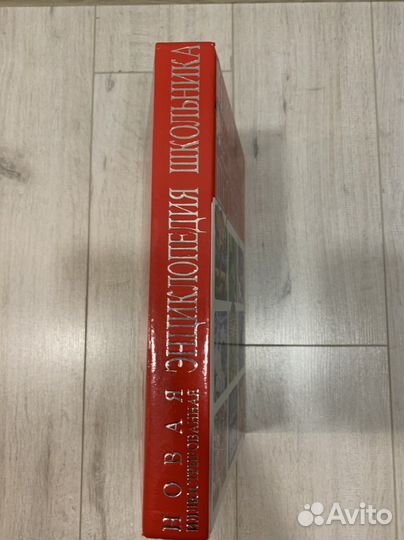 НОВАЯ
ИЛЛЮСТРИРОВАННАЯ
ЭНЦИКЛОПЕДИЯ ШКОЛЬНИКА
Avito